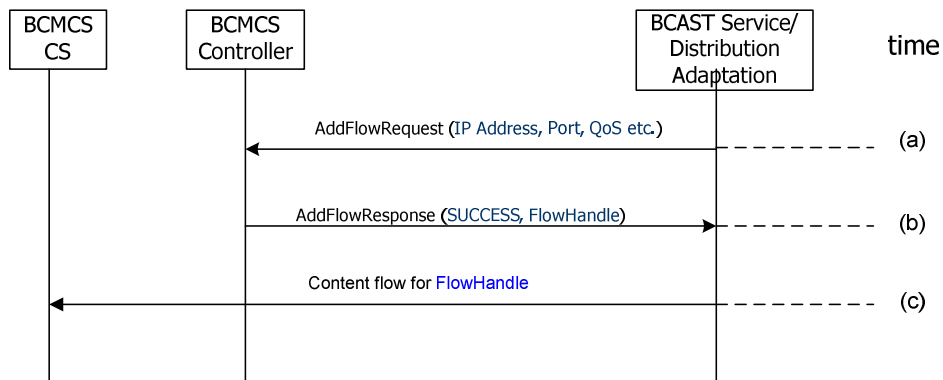 BCMCS
CS
BCMCS
Controller
BCAST Service/
Distribution
Adaptation
time
AddFlowRequest (IP Address, Port, QoS etc.)
(a)
AddFlowResponse (SUCCESS, FlowHandle)
(b)
Content flow for FlowHandle
(c)